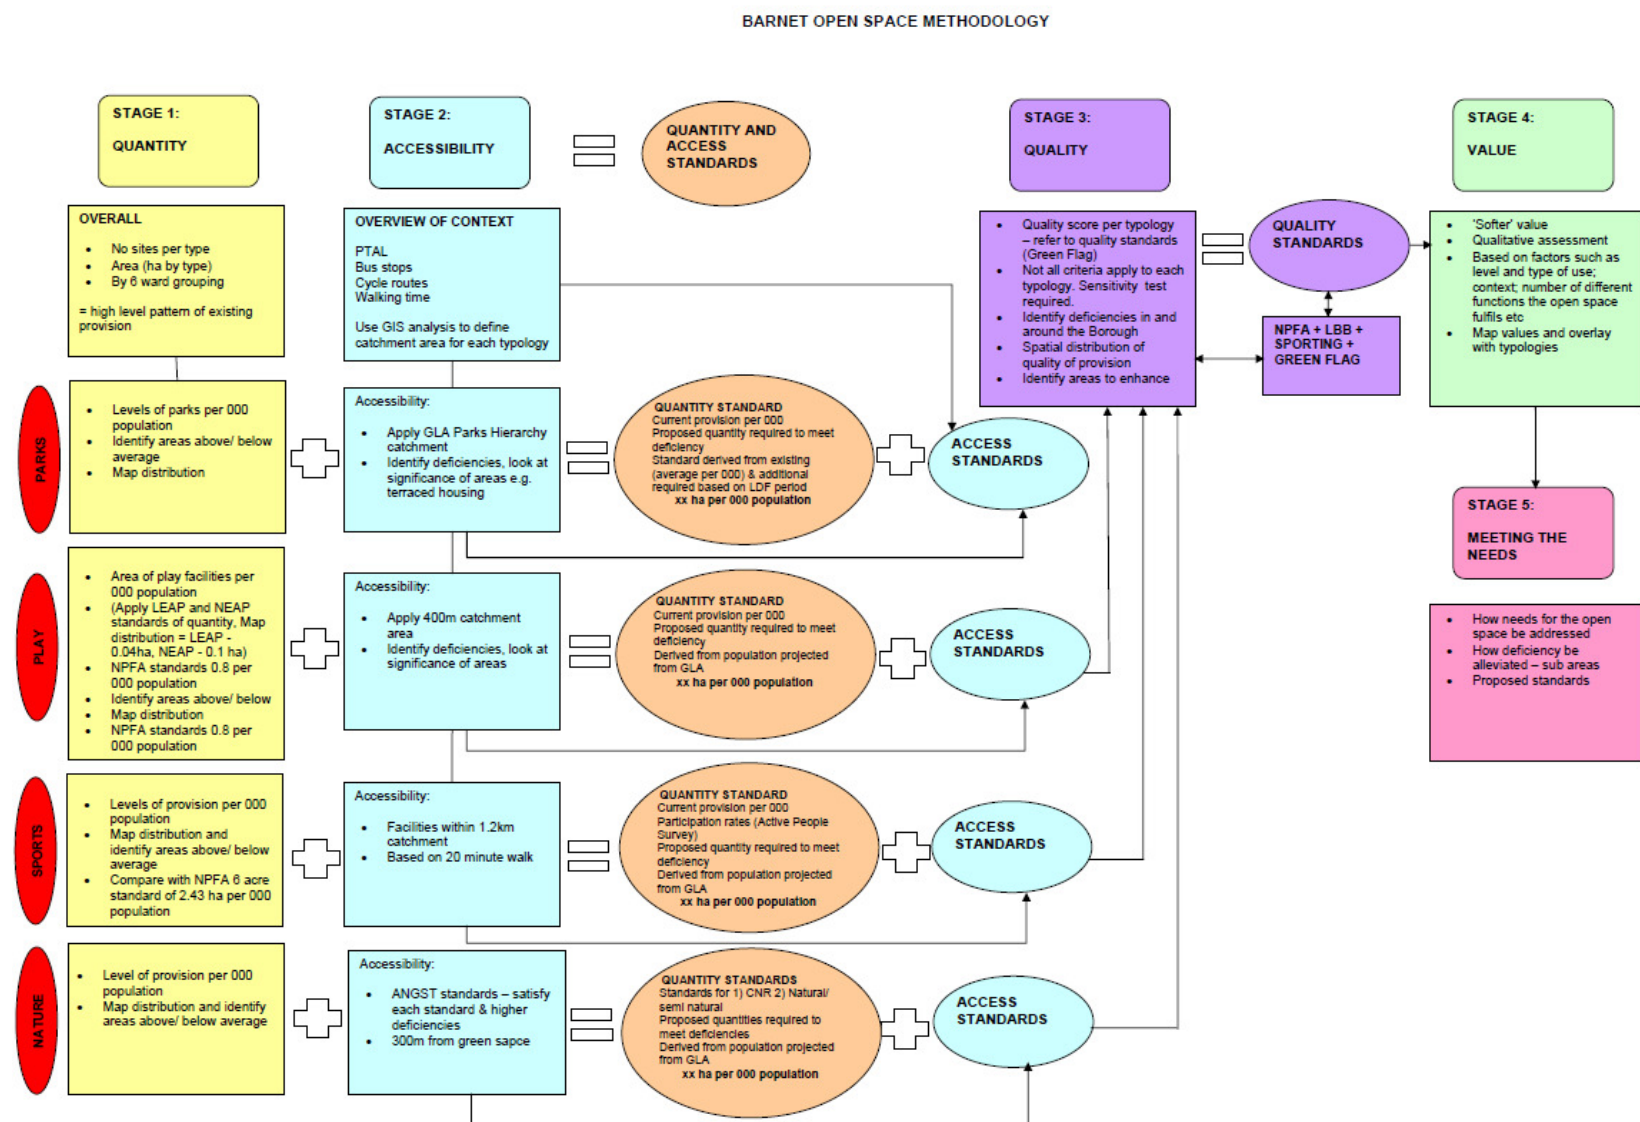 BARNET OPEN SPACE METHODOLOGY
STAGE 1:
QUANTITY
STAGE 2:
ACCESSIBILITY
QUANTITY AND
ACCESS
STANDARDS
STAGE 3:
QUALITY
STAGE 4:
VALUE
OVERALL
• No sites per type
• Area (ha by type)
• By 6 ward grouping
= high level pattern of existing
provision
OVERVIEW OF CONTEXT
PTAL
Bus stops
Cycle routes
Walking time
Use GIS analysis to define
catchment area for each typology
• Quality score per typology
– refer to quality standards
(Green Flag)
• Not all criteria apply to each
typology. Sensitivity test
required.
• Identify deficiencies in and
around the Borough
• Spatial distribution of
quality of provision
• Identify areas to enhance
QUALITY
STANDARDS
NPFA + LBB +
SPORTING +
GREEN FLAG
• 'Softer' value
• Qualitative assessment
• Based on factors such as
level and type of use;
context; number of different
functions the open space
fulfils etc
• Map values and overlay
with typologies
PARKS
• Levels of parks per 000
population
• Identify areas above/ below
average
• Map distribution
Accessibility:
• Apply GLA Parks Hierarchy
catchment
• Identify deficiencies, look at
significance of areas e.g.
terraced housing
QUANTITY STANDARD
Current provision per 000
Proposed quantity required to meet
deficiency
Standard derived from existing
(average per 000) & additional
required based on LDF period
xx ha per 000 population
ACCESS
STANDARDS
STAGE 5:
MEETING THE
NEEDS
PLAY
• Area of play facilities per
000 population
• (Apply LEAP and NEAP
standards of quantity, Map
distribution = LEAP -
0.04ha, NEAP - 0.1 ha)
• NPFA standards 0.8 per
000 population
• Identify areas above/ below
• Map distribution
• NPFA standards 0.8 per
000 population
Accessibility:
• Apply 400m catchment
area
• Identify deficiencies, look at
significance of areas
QUANTITY STANDARD
Current provision per 000
Proposed quantity required to meet
deficiency
Derived from population projected
from GLA
xx ha per 000 population
ACCESS
STANDARDS
• How needs for the open
space be addressed
• How deficiency be
alleviated – sub areas
• Proposed standards
SPORTS
• Levels of provision per 000
population
• Map distribution and
identify areas above/ below
average
• Compare with NPFA 6 acre
standard of 2.43 ha per 000
population
Accessibility:
• Facilities within 1.2km
catchment
• Based on 20 minute walk
QUANTITY STANDARD
Current provision per 000
Participation rates (Active People
Survey)
Proposed quantity required to meet
deficiency
Derived from population projected
from GLA
xx ha per 000 population
ACCESS
STANDARDS
NATURE
• Level of provision per 000
population
• Map distribution and identify
areas above/ below average
Accessibility:
• ANGST standards – satisfy
each standard & higher
deficiencies
• 300m from green sapce
QUANTITY STANDARDS
Standards for 1) CNR 2) Natural/
semi natural
Proposed quantities required to
meet deficiencies
Derived from population projected
from GLA
xx ha per 000 population
ACCESS
STANDARDS